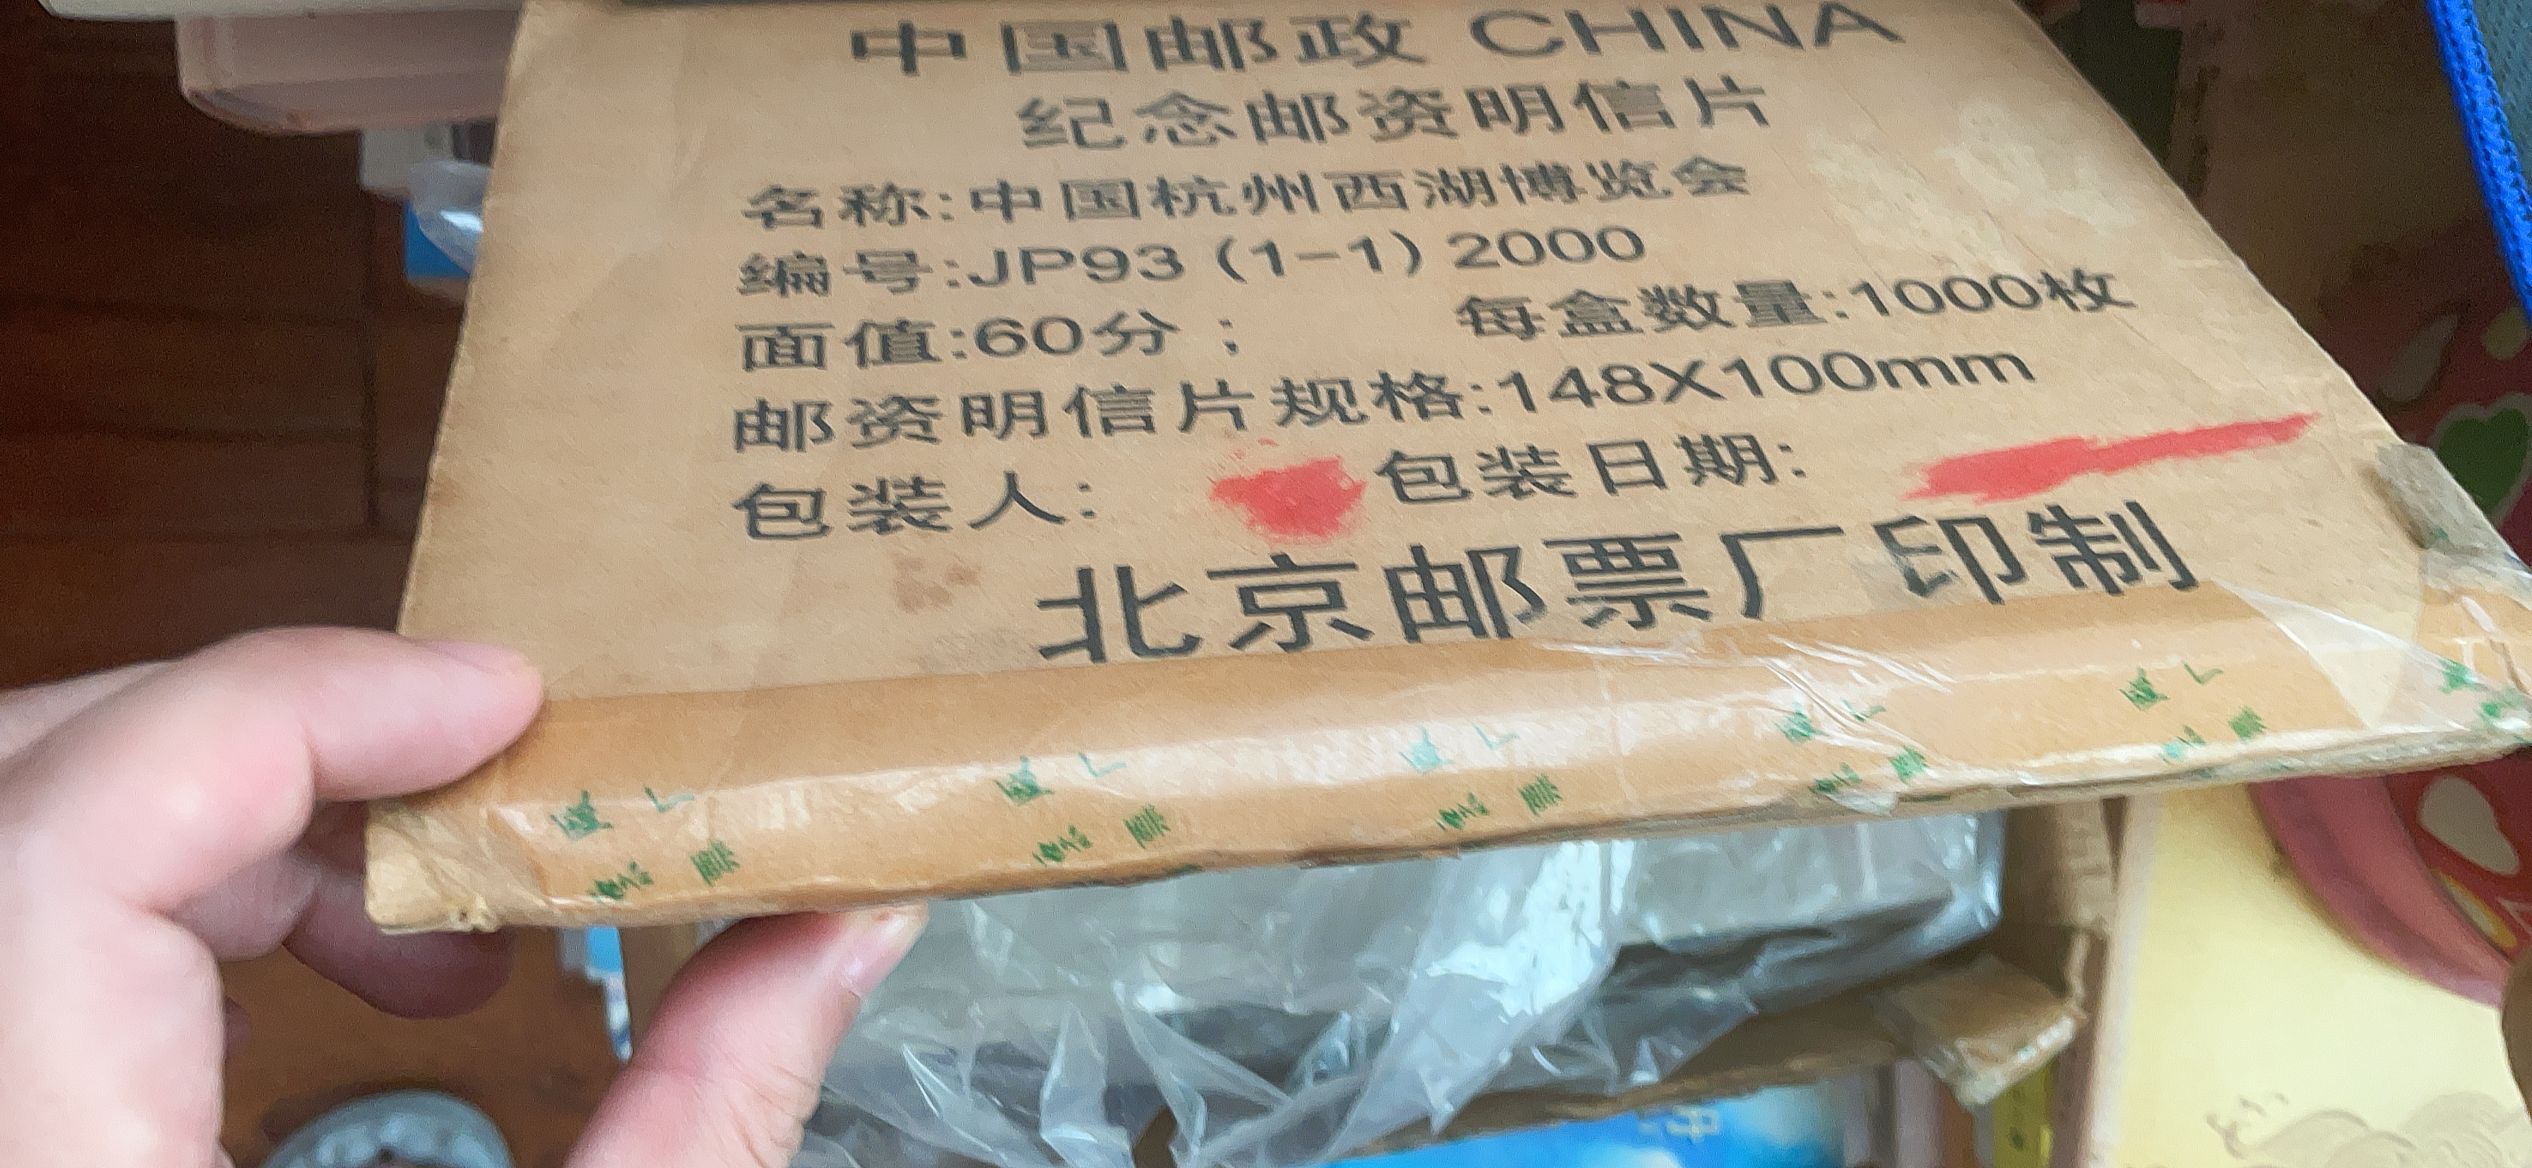 中国邮政 CHINA
纪念邮资明信片
名称:中国杭州西湖博览会
编号:JP93 (1-1) 2000
面值:60分； 每盒数量:1000枚
邮资明信片规格:148X100mm
包装人: 包装日期:
北京邮票厂印制